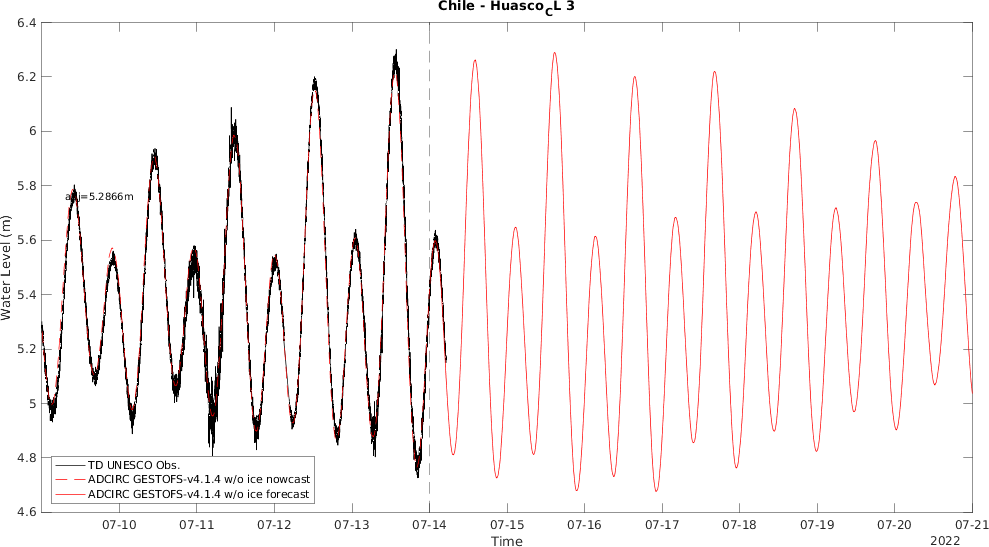 Chile - Huasco_CL 3
6.4
6.2
6
5.8
5.6
5.4
5.2
5
4.8
4.6
Water Level (m)
adj=5.2866m
TD UNESCO Obs.
ADCIRC GESTOFS-v4.1.4 w/o ice nowcast
ADCIRC GESTOFS-v4.1.4 w/o ice forecast
07-10 07-11 07-12 07-13 07-14 07-15 07-16 07-17 07-18 07-19 07-20 07-21
Time
2022